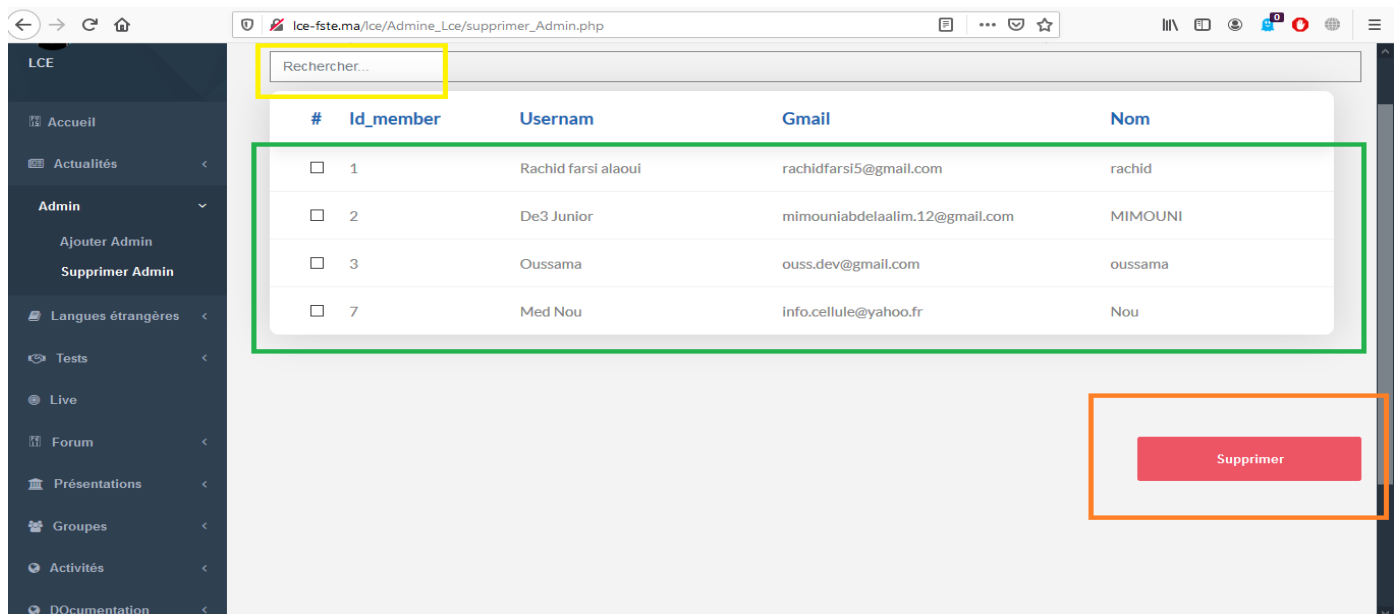 lce-fste.ma/lce/Admine_Lce/supprimer_Admin.php
0
LCE
Accueil
Actualités
Admin
Ajouter Admin
Supprimer Admin
Langues étrangères
Tests
Live
Forum
Présentations
Groupes
Activités
DOcumentation
Rechercher...
# Id_member Usernam Gmail Nom
1 Rachid farsi alaoui rachidfarsi5@gmail.com rachid
2 De3 Junior mimouniabdelaalim.12@gmail.com MIMOUNI
3 Oussama ouss.dev@gmail.com oussama
7 Med Nou info.cellule@yahoo.fr Nou
Supprimer